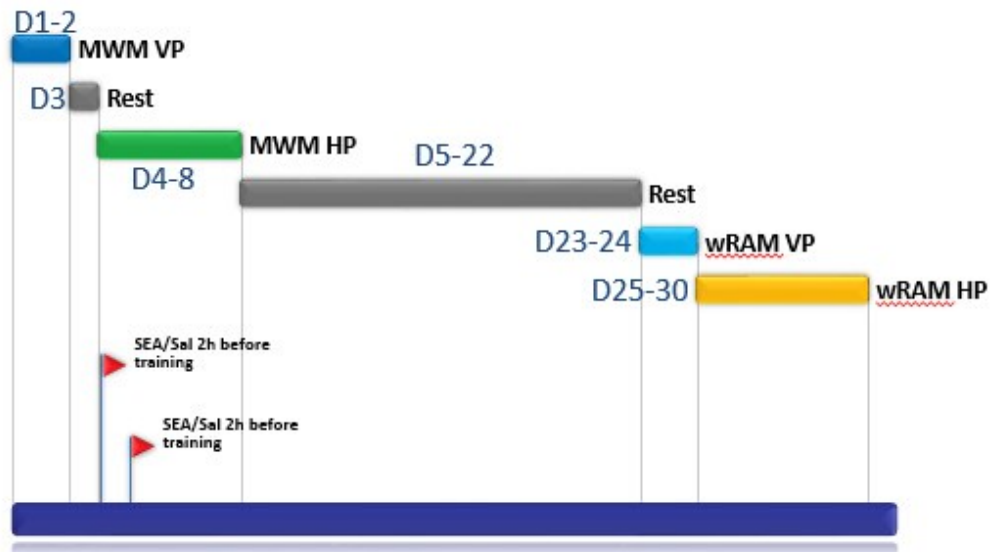 D1-2
MWM VP
D3
Rest
MWM HP
D4-8
D5-22
Rest
D23-24
wRAM VP
D25-30
wRAM HP
SEA/Sal 2h before
training
SEA/Sal 2h before
training